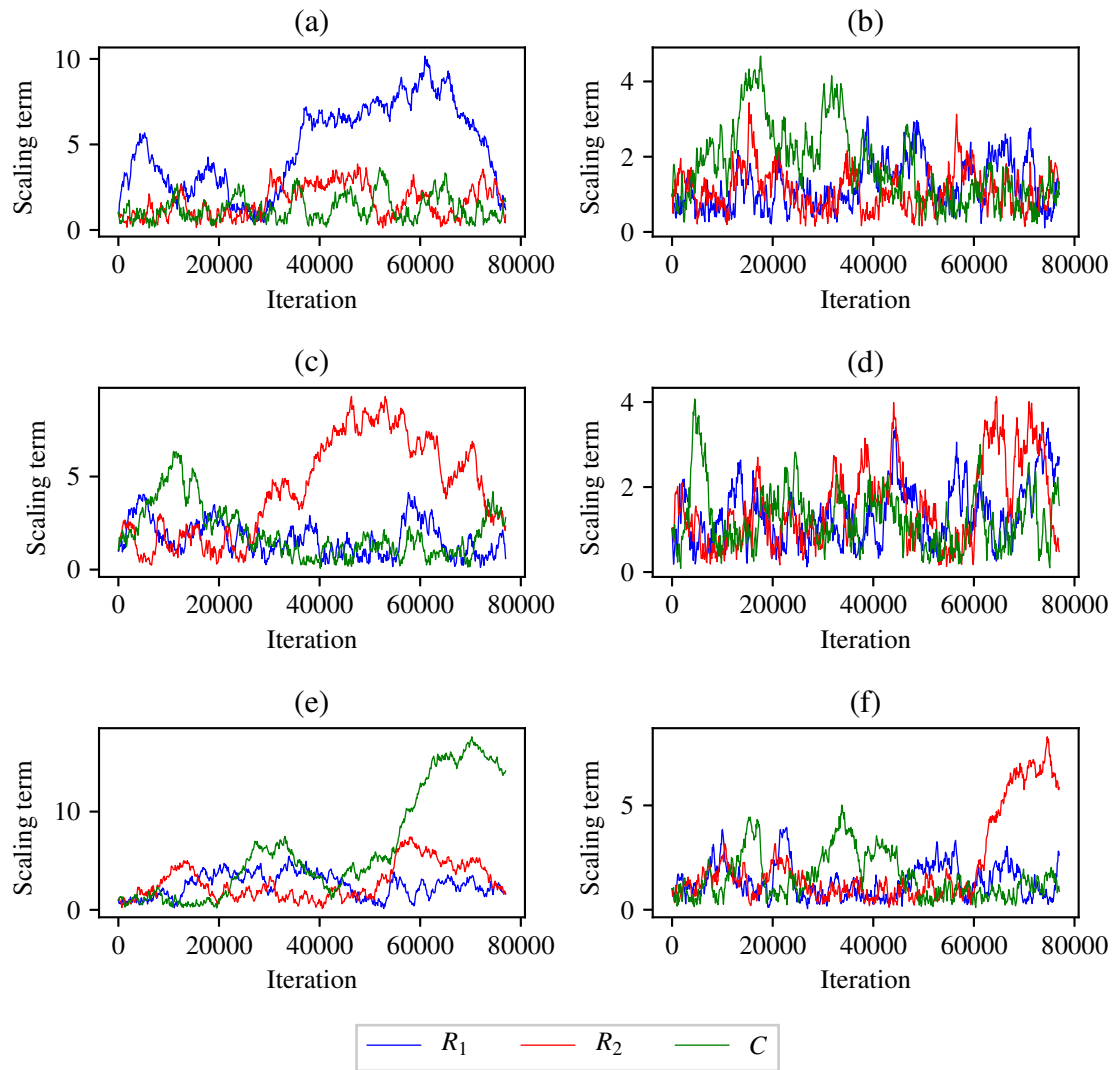 (a)
Scaling term
10
5
0
0 20000 40000 60000 80000
Iteration
(b)
Scaling term
4
2
0
0 20000 40000 60000 80000
Iteration
(c)
Scaling term
5
0
0 20000 40000 60000 80000
Iteration
(d)
Scaling term
4
2
0
0 20000 40000 60000 80000
Iteration
(e)
Scaling term
10
0
0 20000 40000 60000 80000
Iteration
(f)
Scaling term
5
0
0 20000 40000 60000 80000
Iteration
R₁ R₂ C